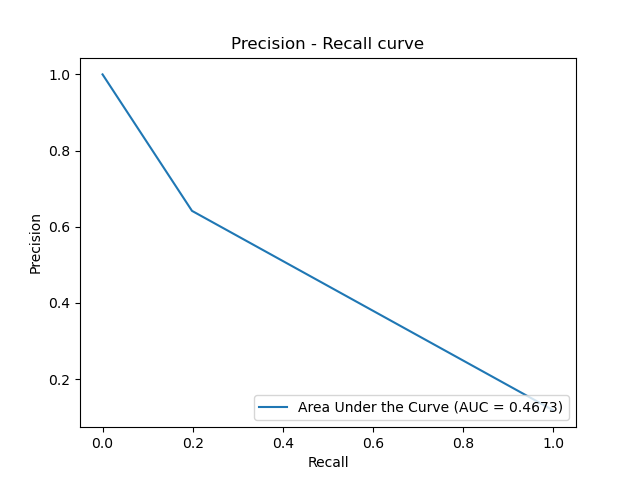 Precision - Recall curve
1.0
0.8
0.6
0.4
0.2
Precision
Area Under the Curve (AUC = 0.4673)
0.0 0.2 0.4 0.6 0.8 1.0
Recall